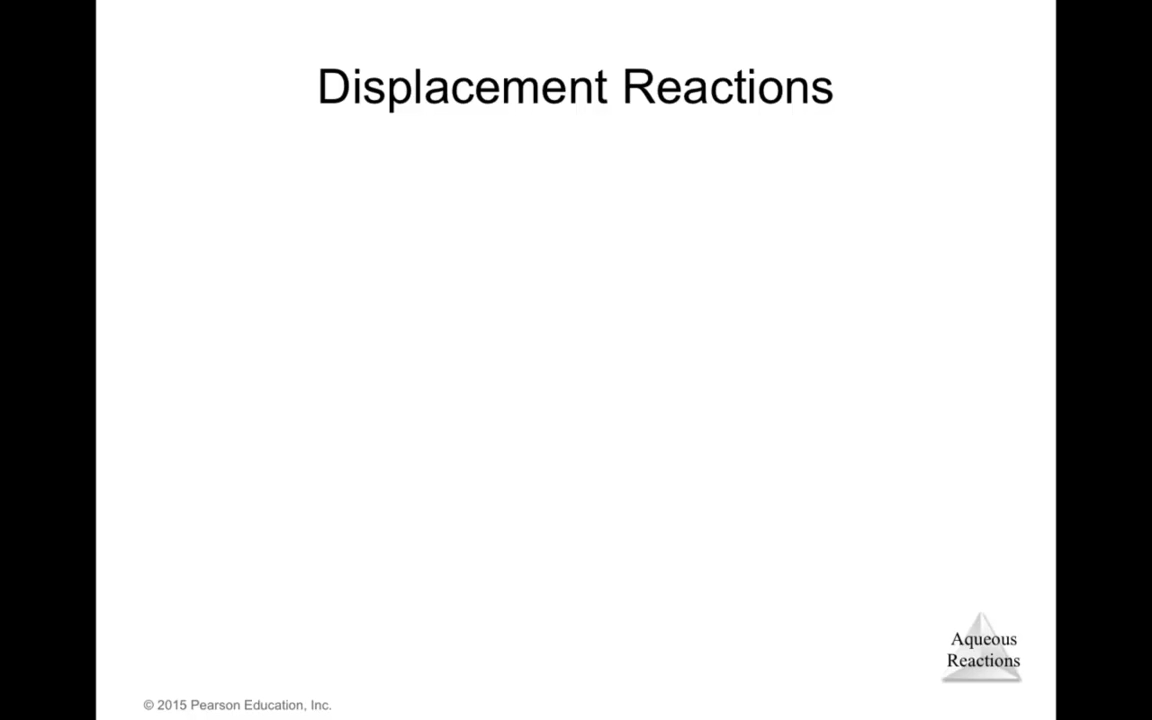 Displacement Reactions
Aqueous
Reactions
© 2015 Pearson Education, Inc.